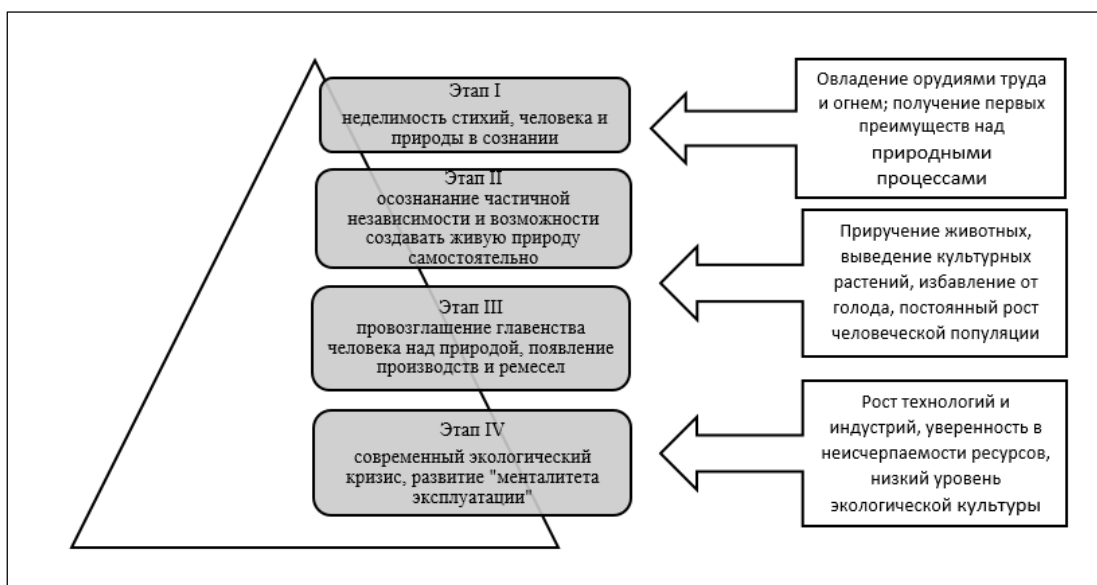 Этап I
неделимость стихий, человека и
природы в сознании
Этап II
осознанание частичной
независимости и возможности
создавать живую природу
самостоятельно
Этап III
провозглашение главенства
человека над природой, появление
производств и ремесел
Этап IV
современный экологический
кризис, развитие "менталитета
эксплуатации"
Овладение орудиями труда
и огнем; получение первых
преимуществ над
природными
процессами
Приручение животных,
выведение культурных
растений, избавление от
голода, постоянный рост
человеческой популяции
Рост технологий и
индустрий, уверенность в
неисчерпаемости ресурсов,
низкий уровень
экологической культуры